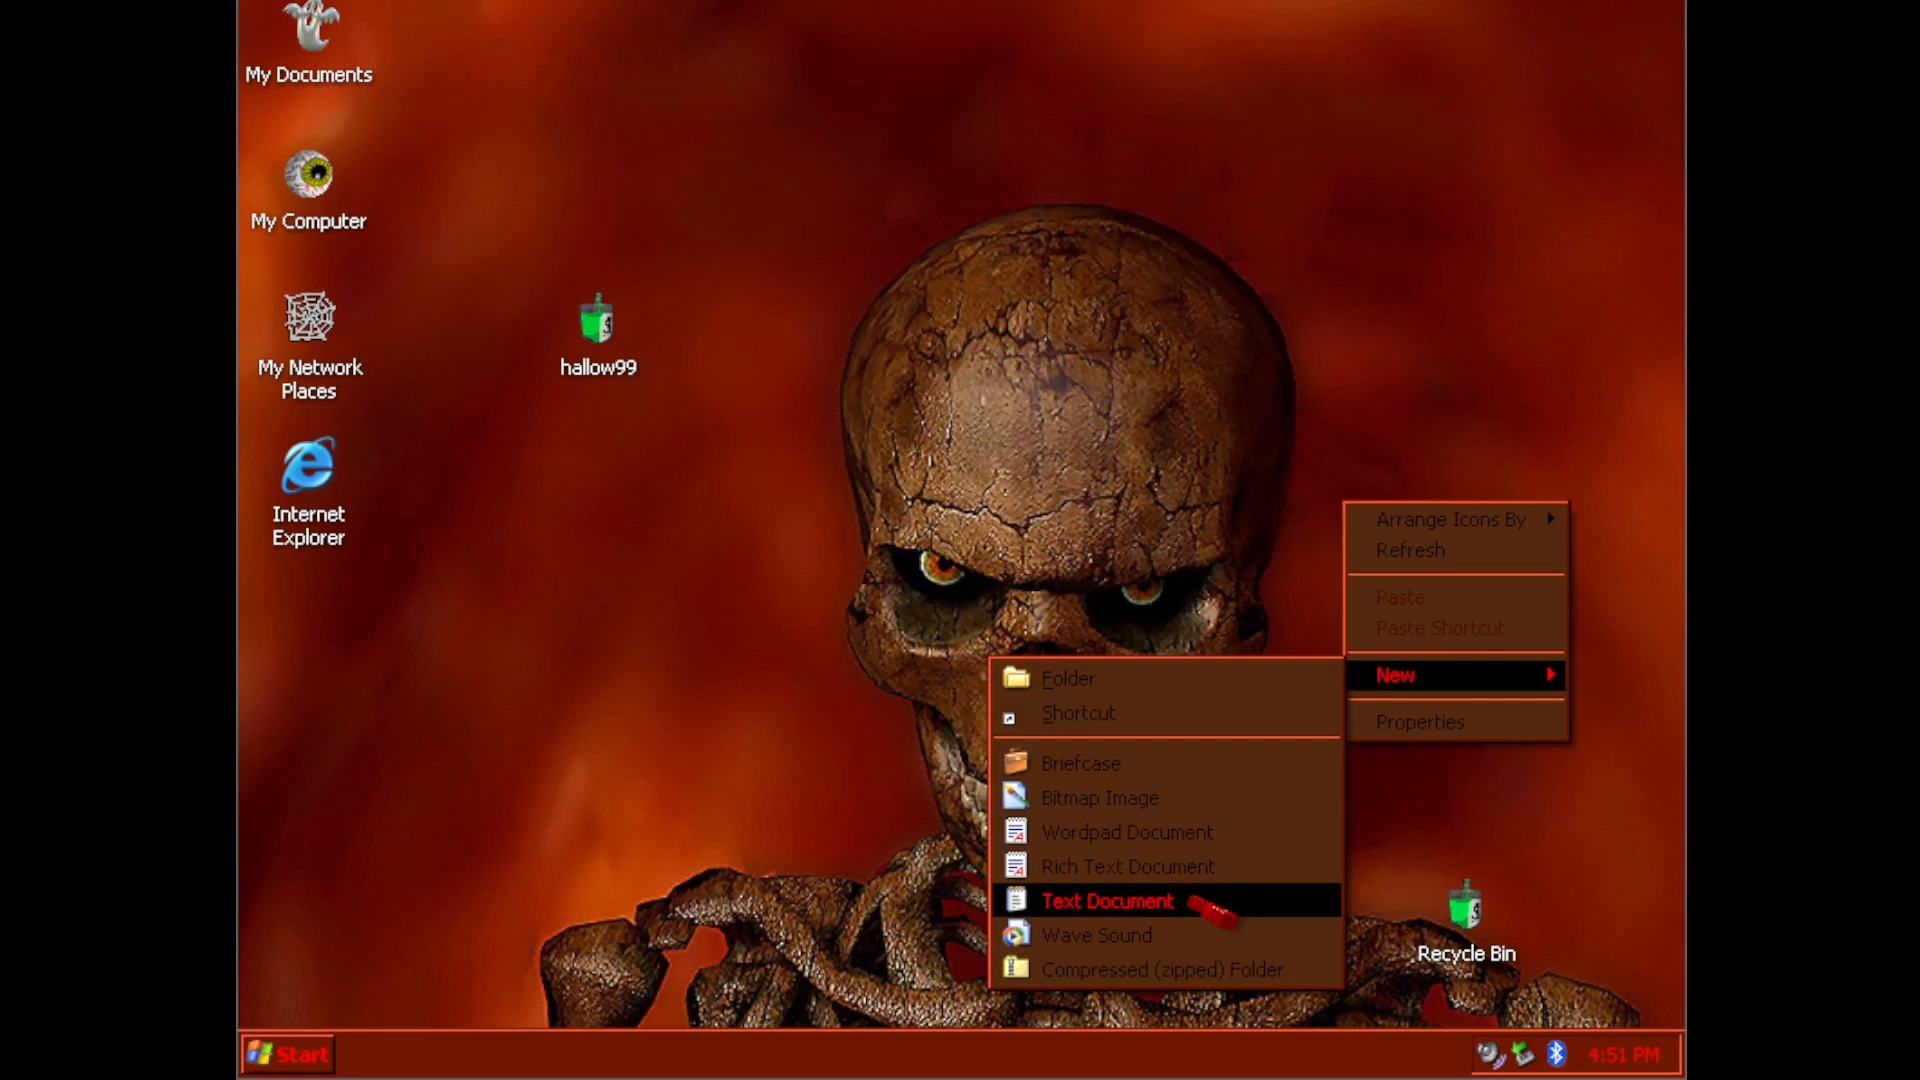 My Documents
My Computer
My Network
Places
Internet
Explorer
hallow99
Arrange Icons By
Refresh
Paste
Paste Shortcut
New
Properties
Folder
Shortcut
Briefcase
Bitmap Image
Wordpad Document
Rich Text Document
Text Document
Wave Sound
Compressed (zipped) Folder
Recycle Bin
Start
4:51 PM